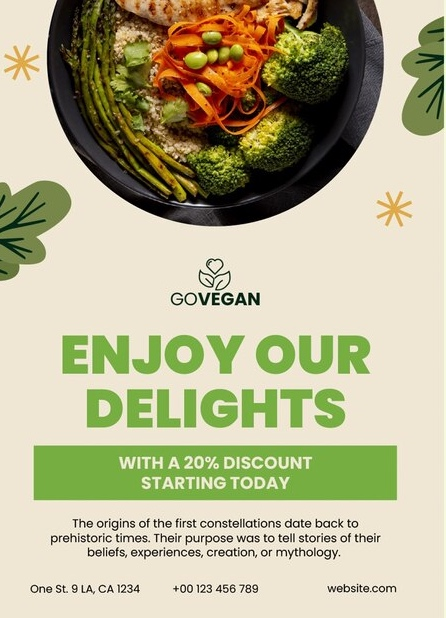 GOVEGAN
ENJOY OUR
DELIGHTS
WITH A 20% DISCOUNT
STARTING TODAY
The origins of the first constellations date back to
prehistoric times. Their purpose was to tell stories of their
beliefs, experiences, creation, or mythology.
One St. 9 LA, CA 1234 +00 123 456 789 website.com